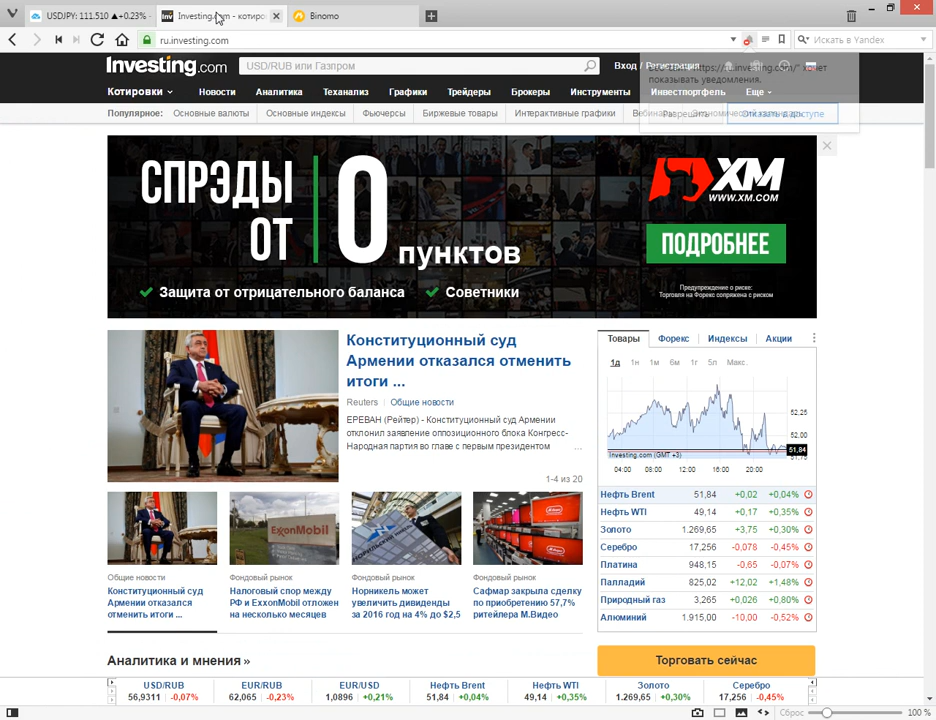 USDJPY: 111.510 ▲+0.23% -
Investing.com - котиро
Binomo
ru.investing.com
Искать в Yandex
Investing.com
USD/RUB или Газпром
Вход / Регистрация
хочет
показывать уведомления.
Котировки
Новости
Аналитика
Теханализ
Графики
Трейдеры
Брокеры
Инструменты
Инвестпортфель
Еще
Популярное:
Основные валюты
Основные индексы
Фьючерсы
Биржевые товары
Интерактивные графики
СПРЭДЫ
ОТ
0
пунктов
Защита от отрицательного баланса
Советники
XM
WWW.XM.COM
ПОДРОБНЕЕ
Предупреждение о риске:
Торговля на Форекс сопряжена с риском
Конституционный суд
Армении отказался отменить
итоги ...
Reuters
Общие новости
ЕРЕВАН (Рейтер) - Конституционный суд Армении
отклонил заявление оппозиционного блока Конгресс-
Народная партия во главе с первым президентом
...
1-4 из 20
Общие новости
Конституционный суд
Армении отказался
отменить итоги ...
ExxonMobil
Фондовый рынок
Налоговый спор между
РФ и ExxonMobil отложен
на несколько месяцев
Фондовый рынок
Норникель может
увеличить дивиденды
за 2016 год на 4% до $2,5
Фондовый рынок
Сафмар закрыла сделку
по приобретению 57,7%
ритейлера М.Видео
Товары
Форекс
Индексы
Акции
1д 1н 1м 6м 1г 5л Макс.
52,25
52,00
51,84
Investing.com (GMT +3)
04:00 08:00 12:00 16:00 20:00
Нефть Brent 51,84 +0,02 +0,04%
Нефть WTI 49,14 +0,17 +0,35%
Золото 1.269,65 +3,75 +0,30%
Серебро 17,256 -0,078 -0,45%
Платина 948,15 -0,65 -0,07%
Палладий 825,02 +12,02 +1,48%
Природный газ 3,265 +0,026 +0,80%
Алюминий 1.915,00 -10,00 -0,52%
Аналитика и мнения »
Торговать сейчас
USD/RUB EUR/RUB EUR/USD Нефть Brent Нефть WTI Золото Серебро
56,9311 -0,07% 62,065 -0,23% 1,0896 +0,21% 51,84 +0,04% 49,14 +0,35% 1.269,65 +0,30% 17,256 -0,45%
Сброс
100 %